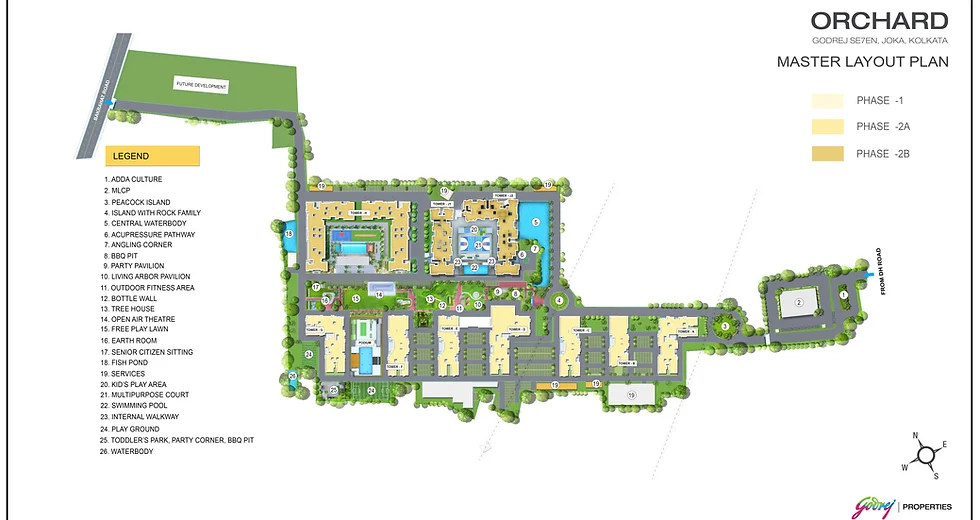 ORCHARD
GODREJ SE7EN, JOKA, KOLKATA
MASTER LAYOUT PLAN
PHASE -1
PHASE -2A
PHASE -2B
FUTURE DEVELOPMENT
BAKRAHAT ROAD
LEGEND
1. ADDA CULTURE
2. MLCP
3. PEACOCK ISLAND
4. ISLAND WITH ROCK FAMILY
5. CENTRAL WATERBODY
6. ACUPRESSURE PATHWAY
7. ANGLING CORNER
8. BBQ PIT
9. PARTY PAVILION
10. LIVING ARBOR PAVILION
11. OUTDOOR FITNESS AREA
12. BOTTLE WALL
13. TREE HOUSE
14. OPEN AIR THEATRE
15. FREE PLAY LAWN
16. EARTH ROOM
17. SENIOR CITIZEN SITTING
18. FISH POND
19. SERVICES
20. KID'S PLAY AREA
21. MULTIPURPOSE COURT
22. SWIMMING POOL
23. INTERNAL WALKWAY
24. PLAY GROUND
25. TODDLER'S PARK, PARTY CORNER, BBQ PIT
26. WATERBODY
19
19
19
TOWER - J2
TOWER - J1
TOWER
18
20
5
21
6
7
23
23
22
17
16
15
14
13
12
11
10
9
8
4
3
2
1
FROM DH ROAD
TOWER
PODIUM
TOWER - F
TOWER
TOWER
TOWER
TOWER - B
TOWER - A
24
26
25
24
19
19
19
N
E
W
S
Godrej | PROPERTIES